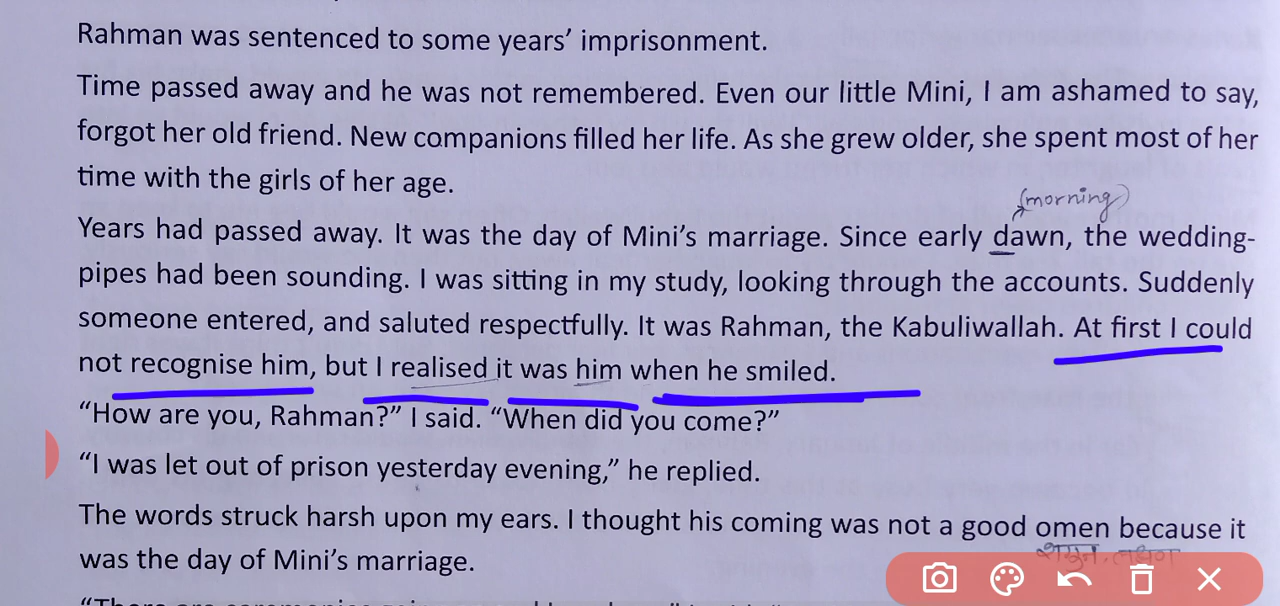 Rahman was sentenced to some years’ imprisonment.
Time passed away and he was not remembered. Even our little Mini, I am ashamed to say,
forgot her old friend. New companions filled her life. As she grew older, she spent most of her
time with the girls of her age.
(morning)
Years had passed away. It was the day of Mini’s marriage. Since early dawn, the wedding-
pipes had been sounding. I was sitting in my study, looking through the accounts. Suddenly
someone entered, and saluted respectfully. It was Rahman, the Kabuliwallah. At first I could
not recognise him, but I realised it was him when he smiled.
“How are you, Rahman?” I said. “When did you come?”
“I was let out of prison yesterday evening,” he replied.
The words struck harsh upon my ears. I thought his coming was not a good omen because it
शगुन,
was the day of Mini’s marriage.